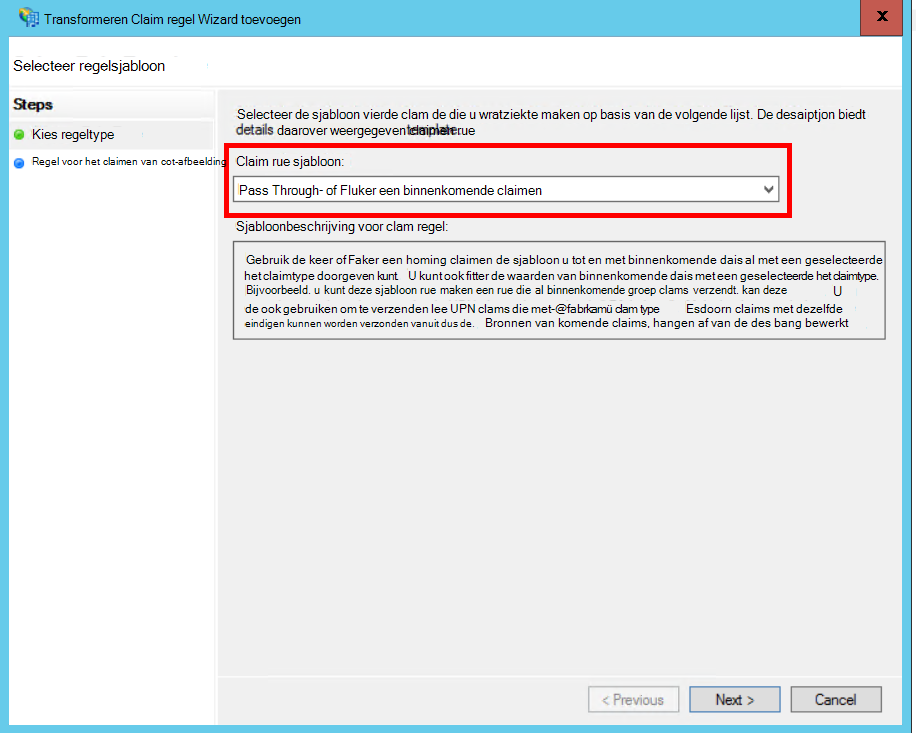 Transformeren Claim regel Wizard toevoegen
x
Selecteer regelsjabloon
Steps
Kies regeltype
Regel voor het claimen van cot-afbeelding
Selecteer de sjabloon vierde clam de die u wratziekte maken op basis van de volgende lijst. De desaiptjon biedt
details daarover weergegeven rue
Claim rue sjabloon:
Pass Through- of Fluker een binnenkomende claimen
Sjabloonbeschrijving voor clam regel:
Gebruik de keer of Faker een homing claimen de sjabloon u tot en met binnenkomende dais al met een geselecteerde
het claimtype doorgeven kunt. U kunt ook fitter de waarden van binnenkomende dais met een geselecteerde het claimtype.
Bijvoorbeeld. u kunt deze sjabloon rue maken een rue die al binnenkomende groep clams verzendt. kan deze U
de ook gebruiken om te verzenden lee UPN clams die met-@fabrkamü clam type Esdoorn claims met dezelfde
eindigen kunnen worden verzonden vanuit dus de. Bronnen van komende claims, hangen af van de des bang bewerkt
< Previous
Next >
Cancel